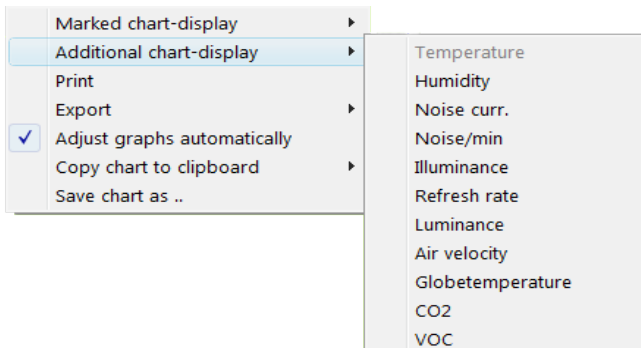 Marked chart-display
Additional chart-display
Print
Export
Adjust graphs automatically
Copy chart to clipboard
Save chart as ..
Temperature
Humidity
Noise curr.
Noise/min
Illuminance
Refresh rate
Luminance
Air velocity
Globetemperature
CO2
VOC